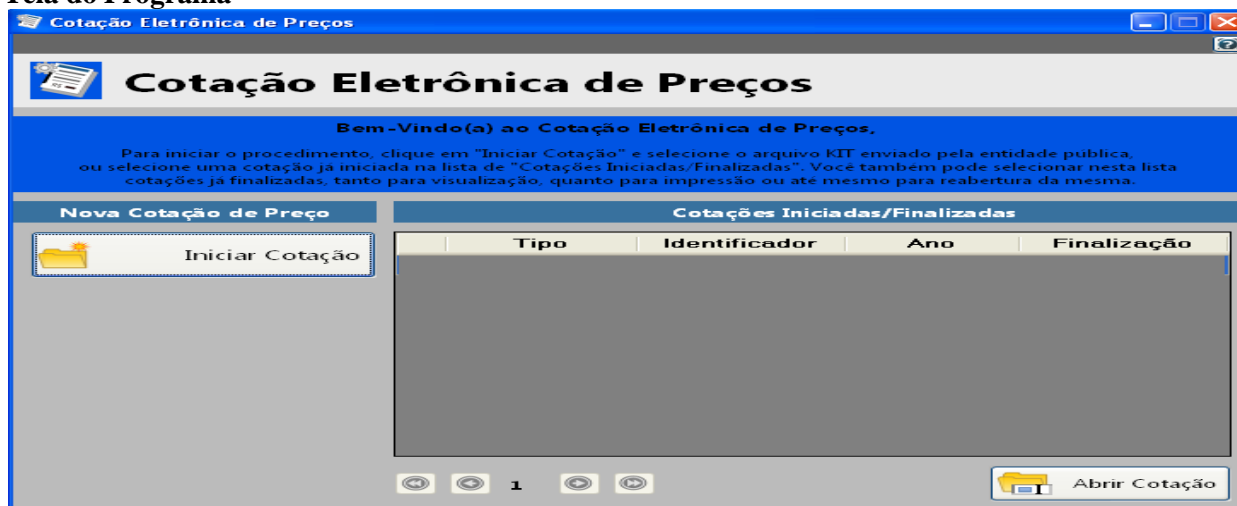 Tela do Programa
Cotação Eletrônica de Preços
Cotação Eletrônica de Preços
Bem-Vindo(a) ao Cotação Eletrônica de Preços,
Para iniciar o procedimento, clique em "Iniciar Cotação" e selecione o arquivo KIT enviado pela entidade pública,
ou selecione uma cotação já iniciada na lista de "Cotações Iniciadas/Finalizadas". Você também pode selecionar nesta lista
cotações já finalizadas, tanto para visualização, quanto para impressão ou até mesmo para reabertura da mesma.
Nova Cotação de Preço
Cotações Iniciadas/Finalizadas
Iniciar Cotação
Tipo Identificador Ano Finalização
1
Abrir Cotação